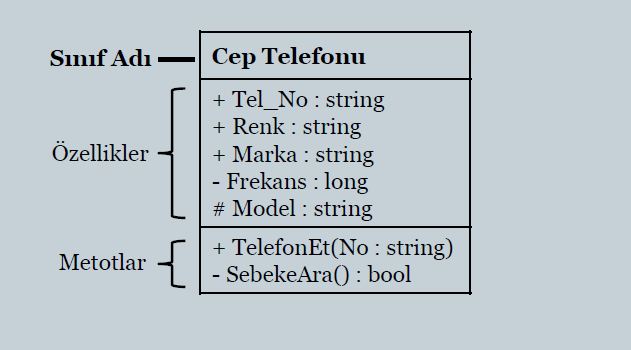 Sınıf Adı
Cep Telefonu
Özellikler
+ Tel_No : string
+ Renk : string
+ Marka : string
- Frekans : long
# Model : string
Metotlar
+ TelefonEt(No : string)
- SebekeAra() : bool